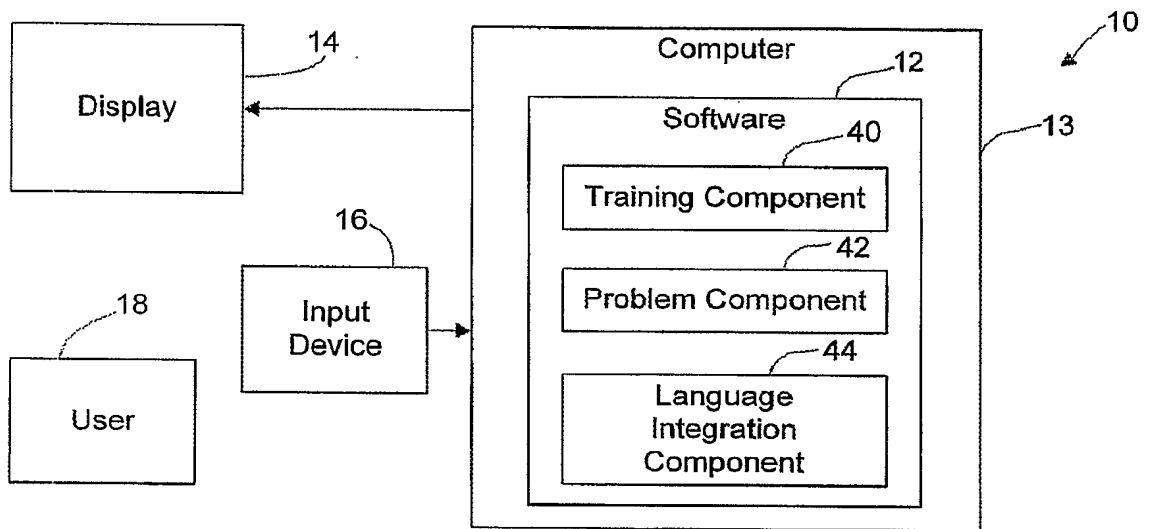 10
Computer
14
12
Display
Software
13
40
Training Component
16
42
Input
Device
Problem Component
18
44
User
Language
Integration
Component